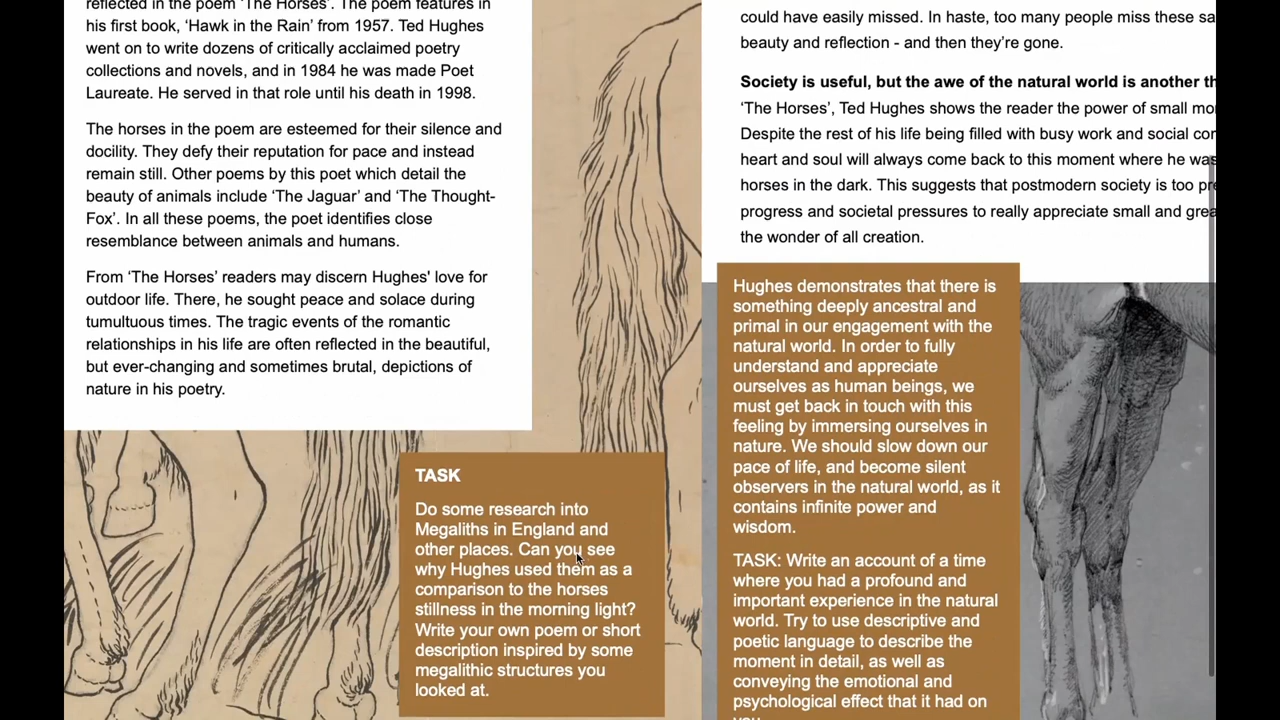 reflected in the poem ‘The Horses’. The poem features in
his first book, ‘Hawk in the Rain’ from 1957. Ted Hughes
went on to write dozens of critically acclaimed poetry
collections and novels, and in 1984 he was made Poet
Laureate. He served in that role until his death in 1998.
The horses in the poem are esteemed for their silence and
docility. They defy their reputation for pace and instead
remain still. Other poems by this poet which detail the
beauty of animals include ‘The Jaguar’ and ‘The Thought-
Fox’. In all these poems, the poet identifies close
resemblance between animals and humans.
From ‘The Horses’ readers may discern Hughes' love for
outdoor life. There, he sought peace and solace during
tumultuous times. The tragic events of the romantic
relationships in his life are often reflected in the beautiful,
but ever-changing and sometimes brutal, depictions of
nature in his poetry.
TASK
Do some research into
Megaliths in England and
other places. Can you see
why Hughes used them as a
comparison to the horses
stillness in the morning light?
Write your own poem or short
description inspired by some
megalithic structures you
looked at.
could have easily missed. In haste, too many people miss these
beauty and reflection - and then they’re gone.
Society is useful, but the awe of the natural world is another
‘The Horses’, Ted Hughes shows the reader the power of small
Despite the rest of his life being filled with busy work and social
heart and soul will always come back to this moment where he was
horses in the dark. This suggests that postmodern society is too
progress and societal pressures to really appreciate small and
the wonder of all creation.
Hughes demonstrates that there is
something deeply ancestral and
primal in our engagement with the
natural world. In order to fully
understand and appreciate
ourselves as human beings, we
must get back in touch with this
feeling by immersing ourselves in
nature. We should slow down our
pace of life, and become silent
observers in the natural world, as it
contains infinite power and
wisdom.
TASK: Write an account of a time
where you had a profound and
important experience in the natural
world. Try to use descriptive and
poetic language to describe the
moment in detail, as well as
conveying the emotional and
psychological effect that it had on